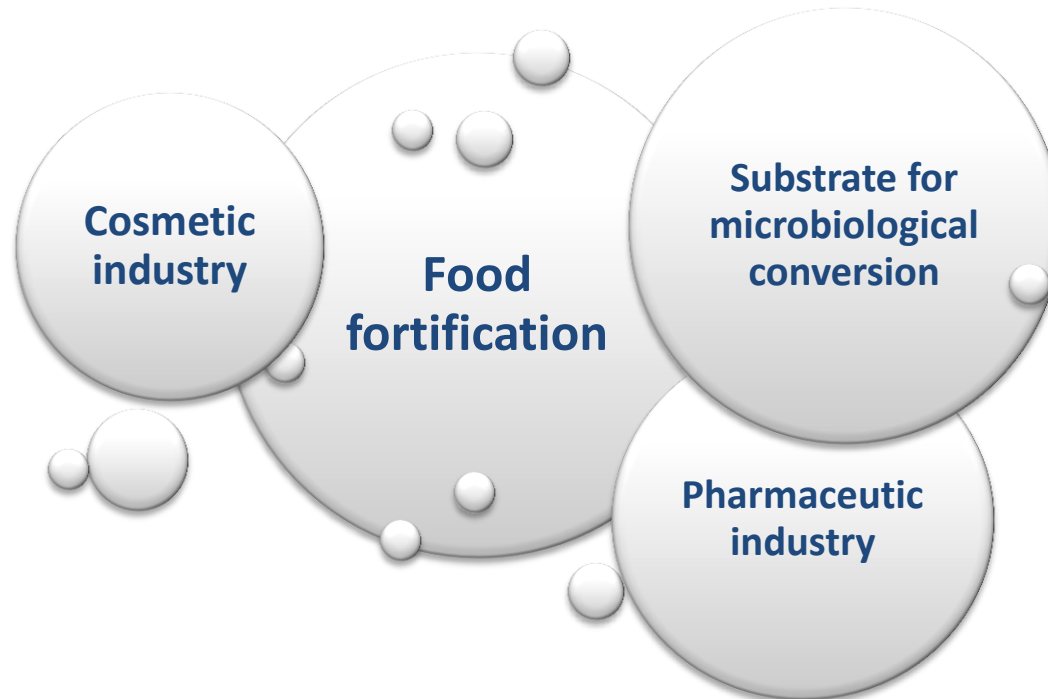 Cosmetic
industry
Food
fortification
Substrate for
microbiological
conversion
Pharmaceutic
industry